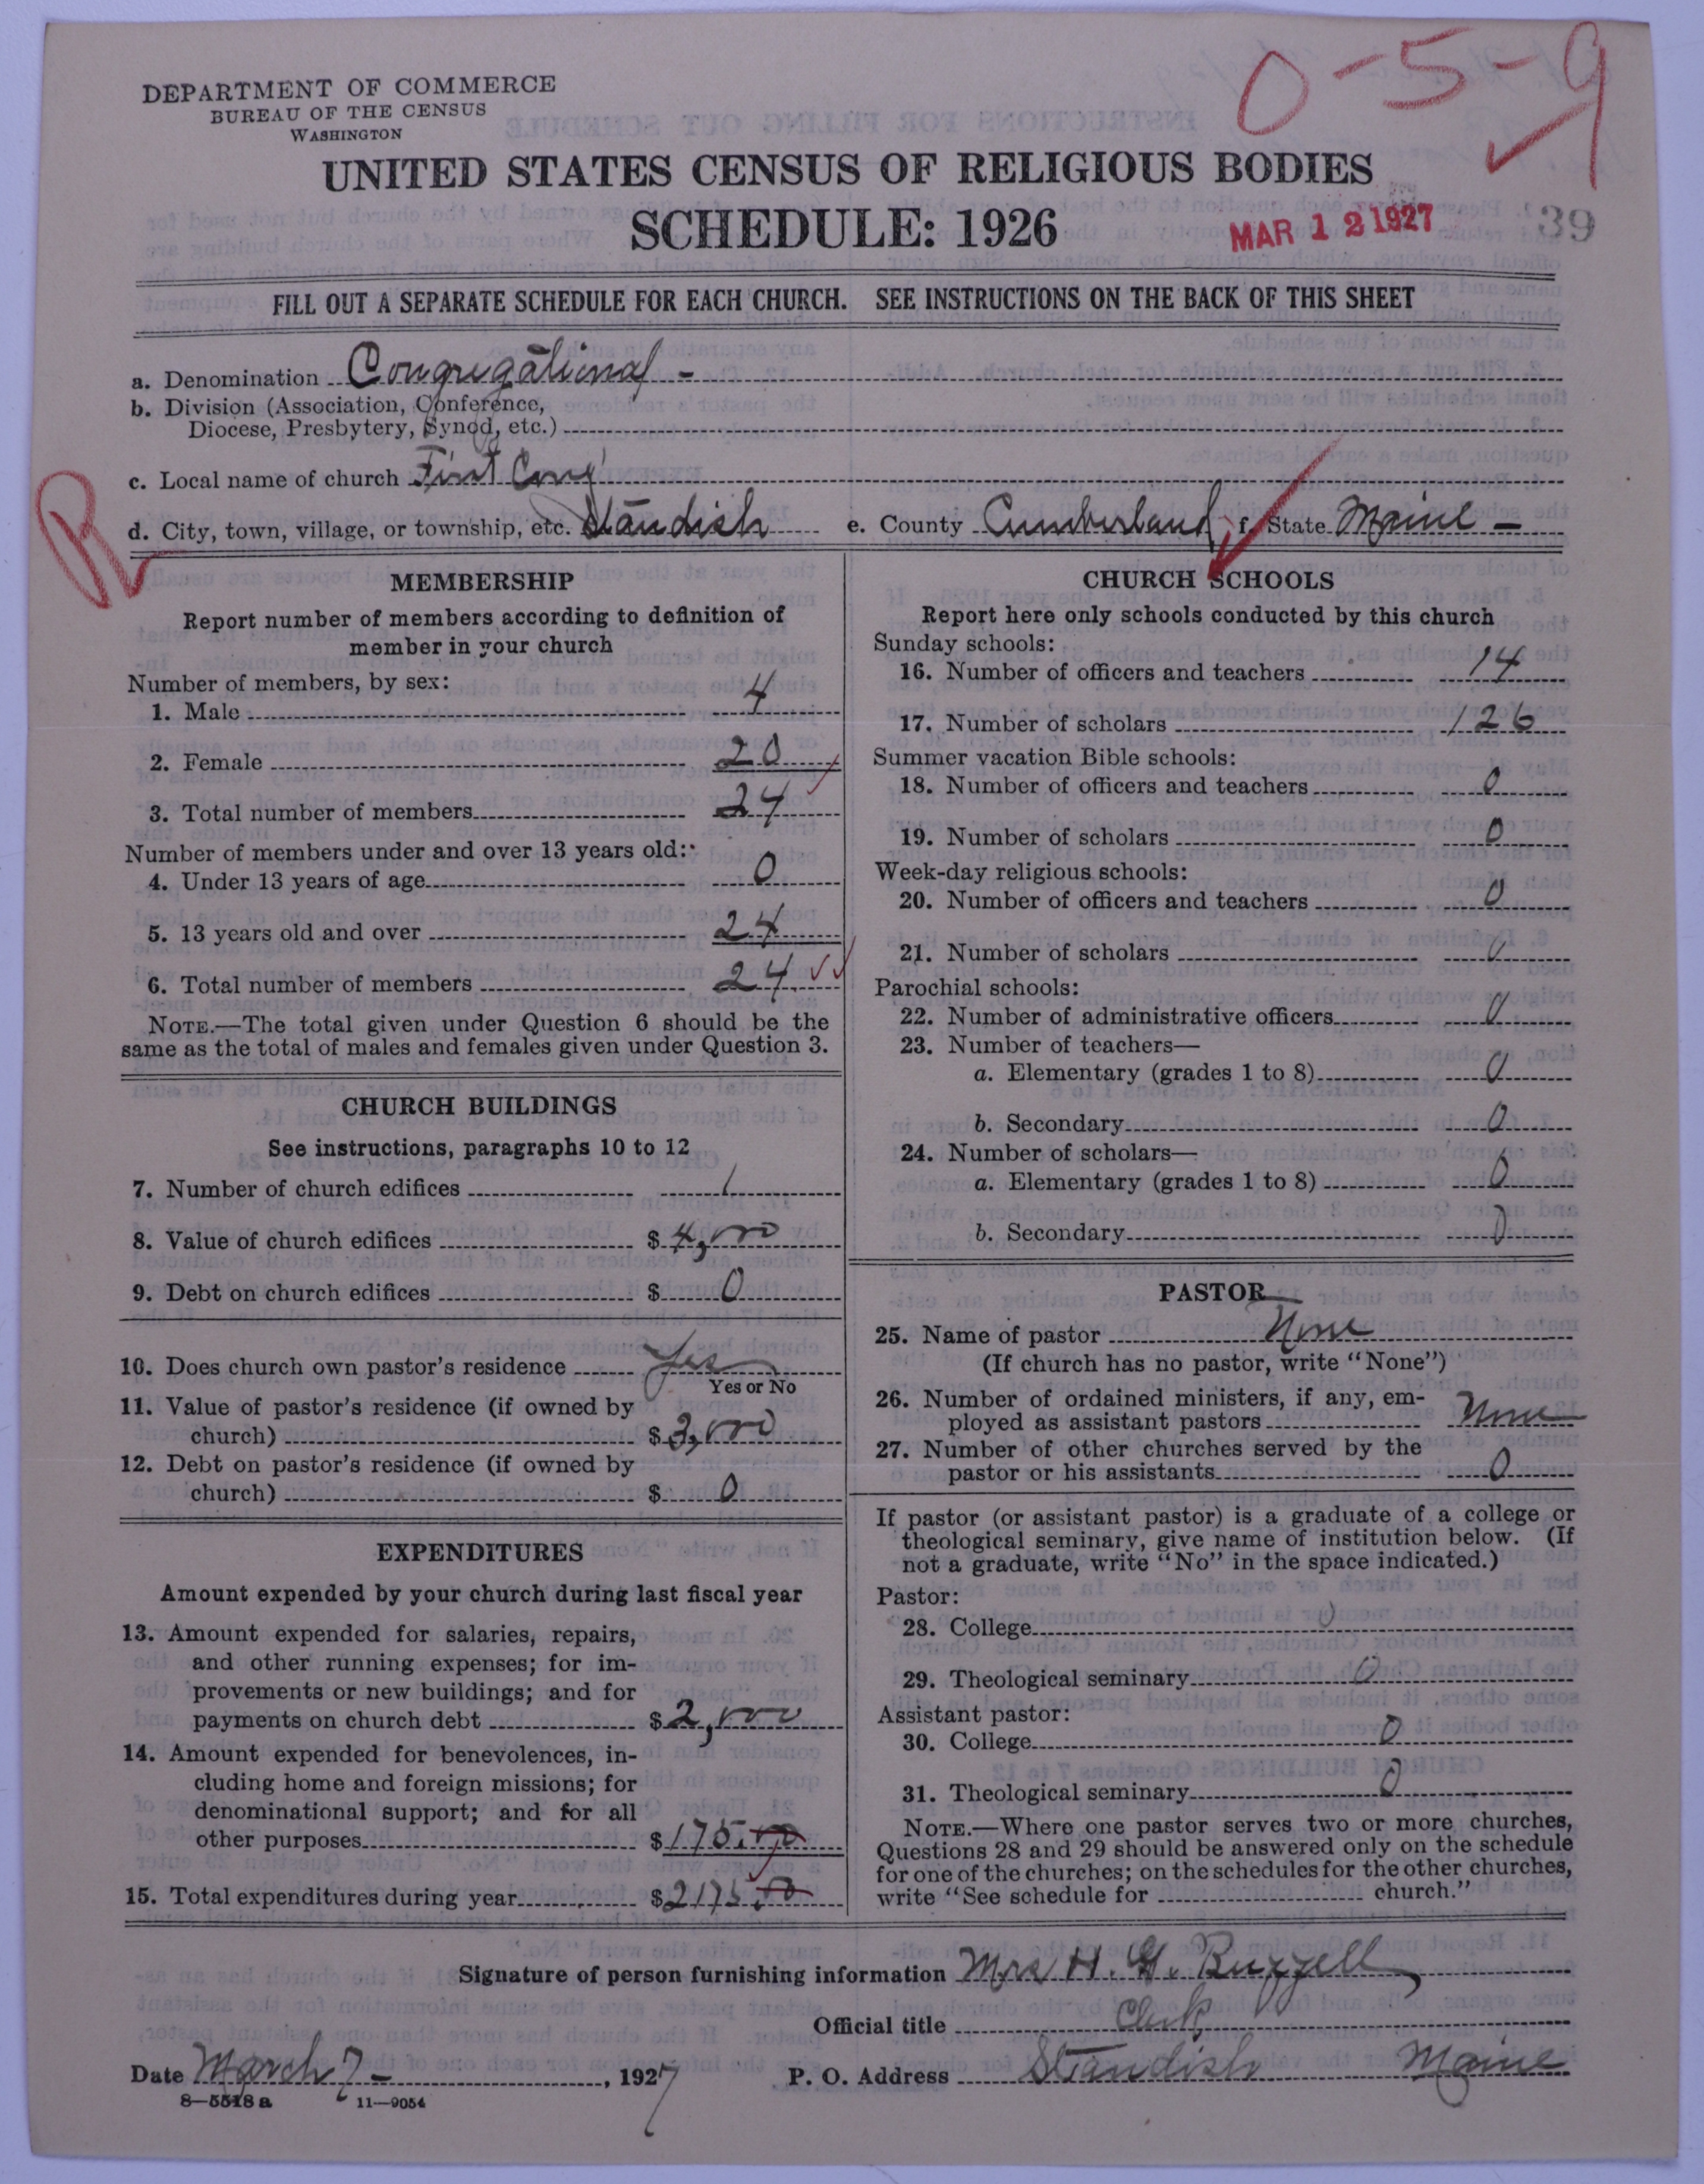 0-5-9
DEPARTMENT OF COMMERCE
BUREAU OF THE CENSUS
WASHINGTON
UNITED STATES CENSUS OF RELIGIOUS BODIES
SCHEDULE: 1926
MAR 12 1927
39
FILL OUT A SEPARATE SCHEDULE FOR EACH CHURCH. SEE INSTRUCTIONS ON THE BACK OF THIS SHEET
a. Denomination Congregational -
b. Division (Association, Conference,
Diocese, Presbytery, Synod, etc.)
c. Local name of church First Cong'
R
d. City, town, village, or township, etc. Standish e. County Cumberland, f. State Maine -
MEMBERSHIP
Report number of members according to definition of
member in your church
Number of members, by sex:
1. Male 4
2. Female 20
3. Total number of members 24
Number of members under and over 13 years old:
4. Under 13 years of age 0
5. 13 years old and over 24
6. Total number of members 24
NOTE.—The total given under Question 6 should be the
same as the total of males and females given under Question 3.
CHURCH BUILDINGS
See instructions, paragraphs 10 to 12
7. Number of church edifices 1
8. Value of church edifices $ 4,000
9. Debt on church edifices $ 0
10. Does church own pastor's residence Yes
Yes or No
11. Value of pastor's residence (if owned by
church) $ 3,000
12. Debt on pastor's residence (if owned by
church) $ 0
EXPENDITURES
Amount expended by your church during last fiscal year
13. Amount expended for salaries, repairs,
and other running expenses; for im-
provements or new buildings; and for
payments on church debt $ 2,000
14. Amount expended for benevolences, in-
cluding home and foreign missions; for
denominational support; and for all
other purposes $ 175.00
15. Total expenditures during year $ 2175.00
CHURCH SCHOOLS
Report here only schools conducted by this church
Sunday schools:
16. Number of officers and teachers 14
17. Number of scholars 126
Summer vacation Bible schools:
18. Number of officers and teachers 0
19. Number of scholars 0
Week-day religious schools:
20. Number of officers and teachers 0
21. Number of scholars 0
Parochial schools:
22. Number of administrative officers 0
23. Number of teachers—
a. Elementary (grades 1 to 8) 0
b. Secondary 0
24. Number of scholars—
a. Elementary (grades 1 to 8) 0
b. Secondary 0
PASTOR
25. Name of pastor None
(If church has no pastor, write "None")
26. Number of ordained ministers, if any, em-
ployed as assistant pastors None
27. Number of other churches served by the
pastor or his assistants 0
If pastor (or assistant pastor) is a graduate of a college or
theological seminary, give name of institution below. (If
not a graduate, write "No" in the space indicated.)
Pastor:
28. College 0
29. Theological seminary 0
Assistant pastor:
30. College 0
31. Theological seminary 0
NOTE.—Where one pastor serves two or more churches,
Questions 28 and 29 should be answered only on the schedule
for one of the churches; on the schedules for the other churches,
write "See schedule for church."
Signature of person furnishing information Mrs H. G. Buzzell
Official title Clerk
Date March 7 - , 1927 P. O. Address Standish Maine
8—5518 a 11—9054